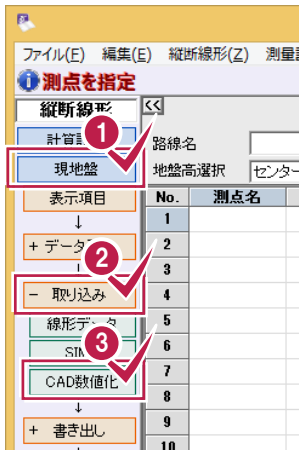 ファイル(F) 編集(E) 縦断線形(Z)
測点を指定
縦断線形 <<
1
路線名
現地盤 地盤高選択 センター
表示項目 No. 測点名
↓ 1
+ データ 2
2
3
− 取り込み 4
線形データ 5
3
SIM 6
CAD数値化 7
↓ 8
+ 書き出し 9
10